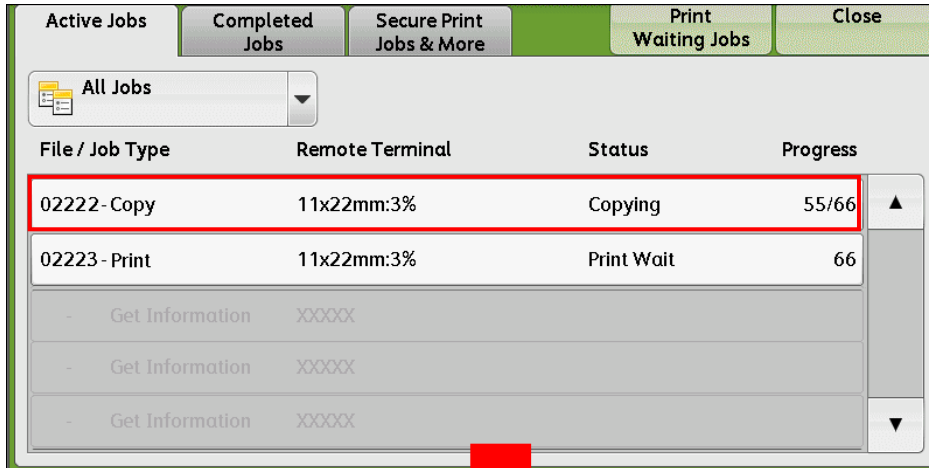 Active Jobs
Completed
Jobs
Secure Print
Jobs & More
Print
Waiting Jobs
Close
All Jobs
File / Job Type Remote Terminal Status Progress
02222- Copy 11x22mm:3% Copying 55/66
02223 - Print 11x22mm:3% Print Wait 66
- Get Information XXXXX
- Get Information XXXXX
- Get Information XXXXX